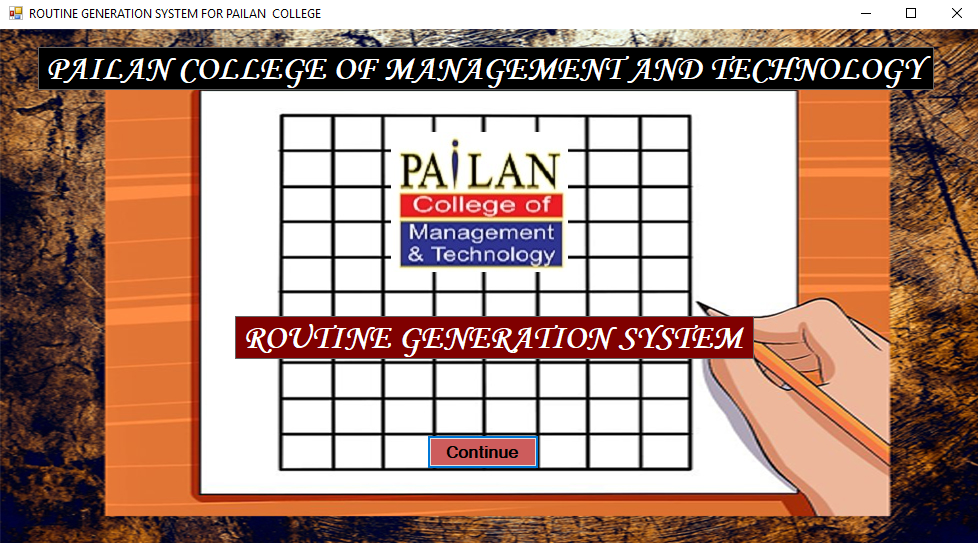 ROUTINE GENERATION SYSTEM FOR PAILAN  COLLEGE
PAILAN COLLEGE OF MANAGEMENT AND TECHNOLOGY
PAiLAN
College of
Management
& Technology
ROUTINE GENERATION SYSTEM
Continue